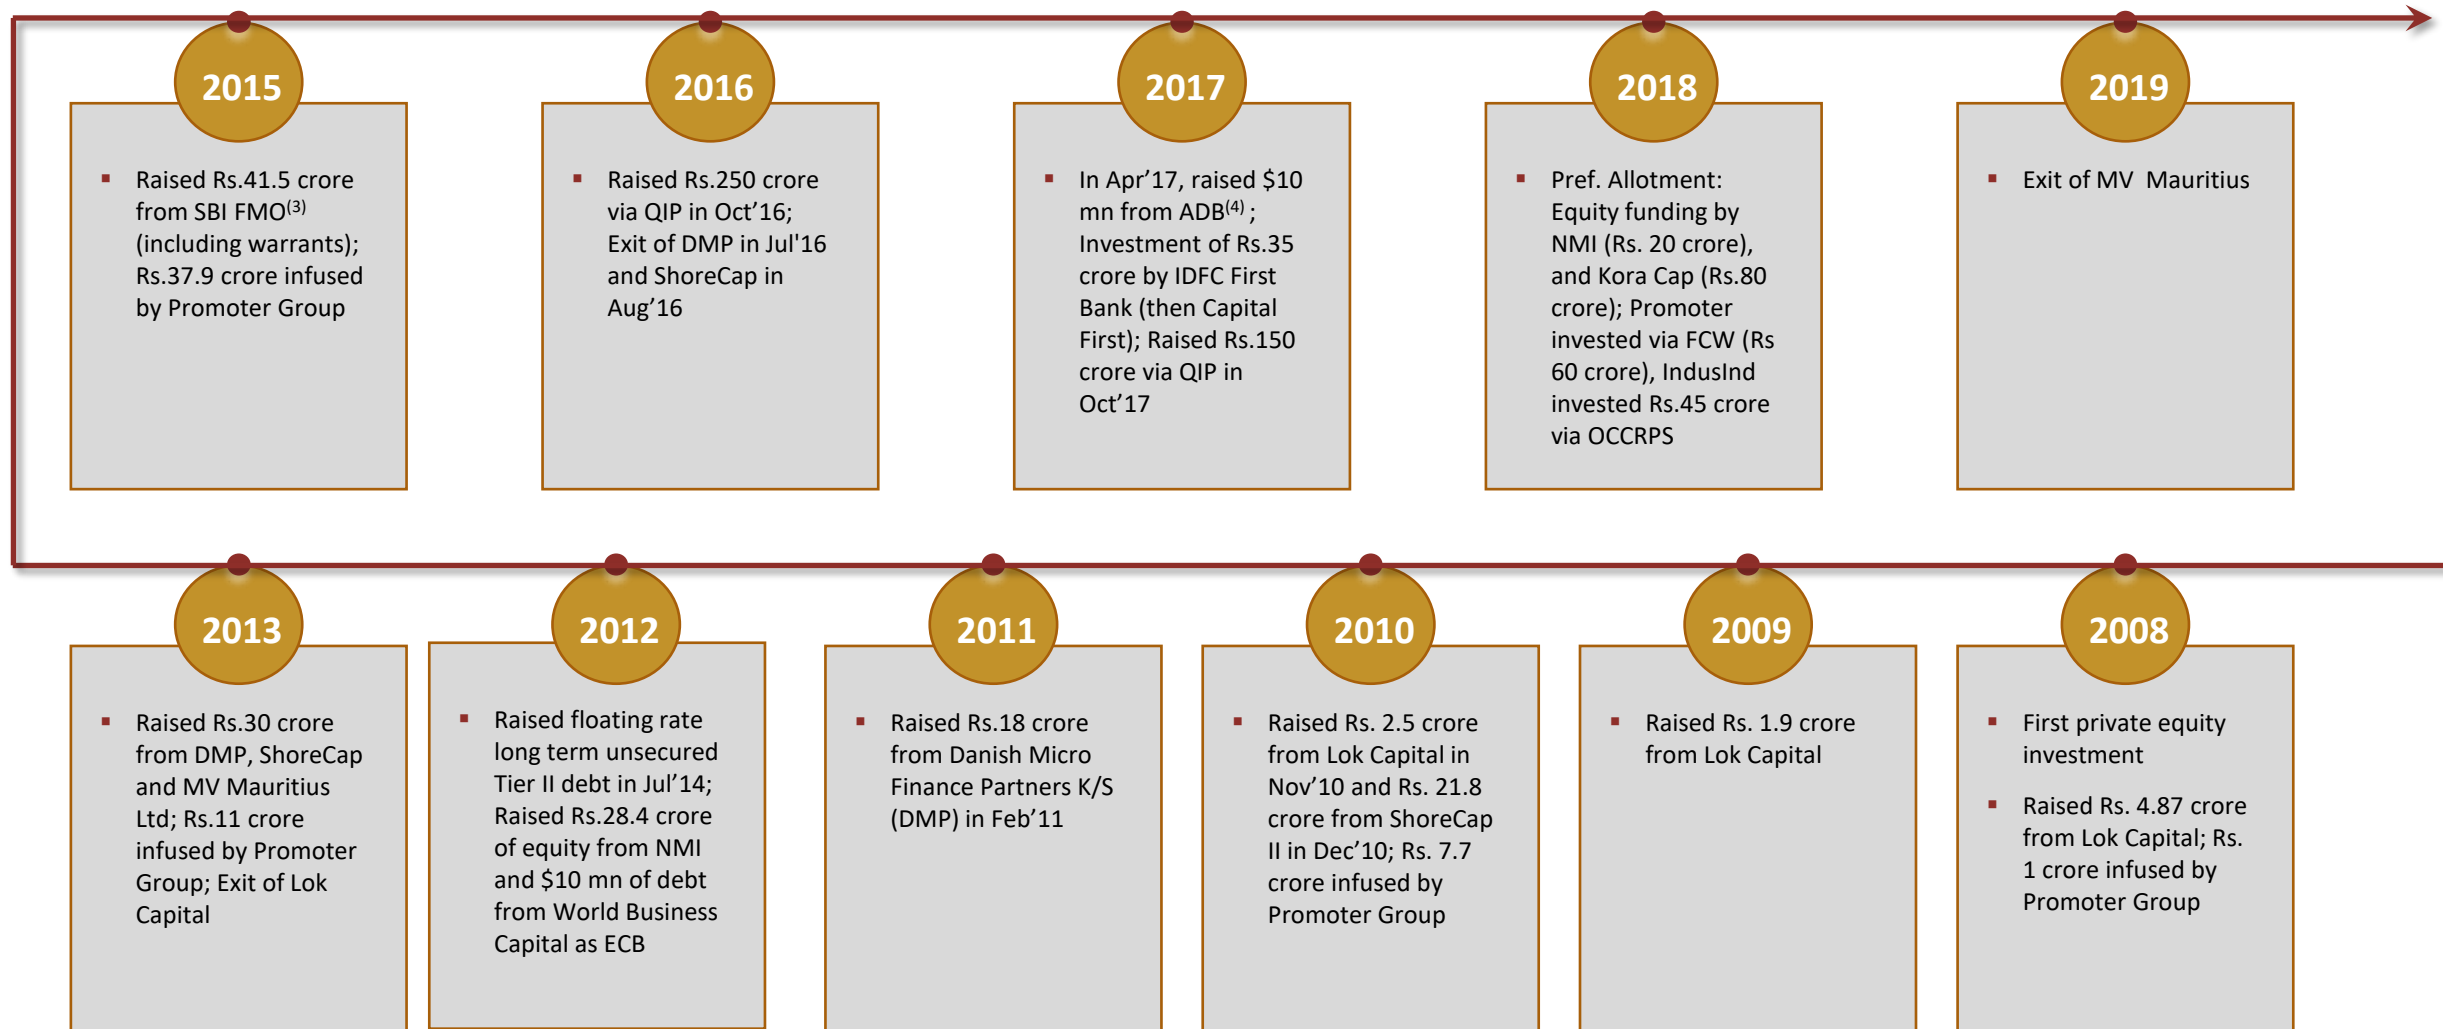 2015
Raised Rs.41.5 crore
from SBI FMO(3)
(including warrants);
Rs.37.9 crore infused
by Promoter Group
2016
Raised Rs.250 crore
via QIP in Oct’16;
Exit of DMP in Jul'16
and ShoreCap in
Aug’16
2017
In Apr’17, raised $10
mn from ADB(4) ;
Investment of Rs.35
crore by IDFC First
Bank (then Capital
First); Raised Rs.150
crore via QIP in
Oct’17
2018
Pref. Allotment:
Equity funding by
NMI (Rs. 20 crore),
and Kora Cap (Rs.80
crore); Promoter
invested via FCW (Rs
60 crore), IndusInd
invested Rs.45 crore
via OCCRPS
2019
Exit of MV Mauritius
2013
Raised Rs.30 crore
from DMP, ShoreCap
and MV Mauritius
Ltd; Rs.11 crore
infused by Promoter
Group; Exit of Lok
Capital
2012
Raised floating rate
long term unsecured
Tier II debt in Jul’14;
Raised Rs.28.4 crore
of equity from NMI
and $10 mn of debt
from World Business
Capital as ECB
2011
Raised Rs.18 crore
from Danish Micro
Finance Partners K/S
(DMP) in Feb’11
2010
Raised Rs. 2.5 crore
from Lok Capital in
Nov’10 and Rs. 21.8
crore from ShoreCap
II in Dec’10; Rs. 7.7
crore infused by
Promoter Group
2009
Raised Rs. 1.9 crore
from Lok Capital
2008
First private equity
investment
Raised Rs. 4.87 crore
from Lok Capital; Rs.
1 crore infused by
Promoter Group